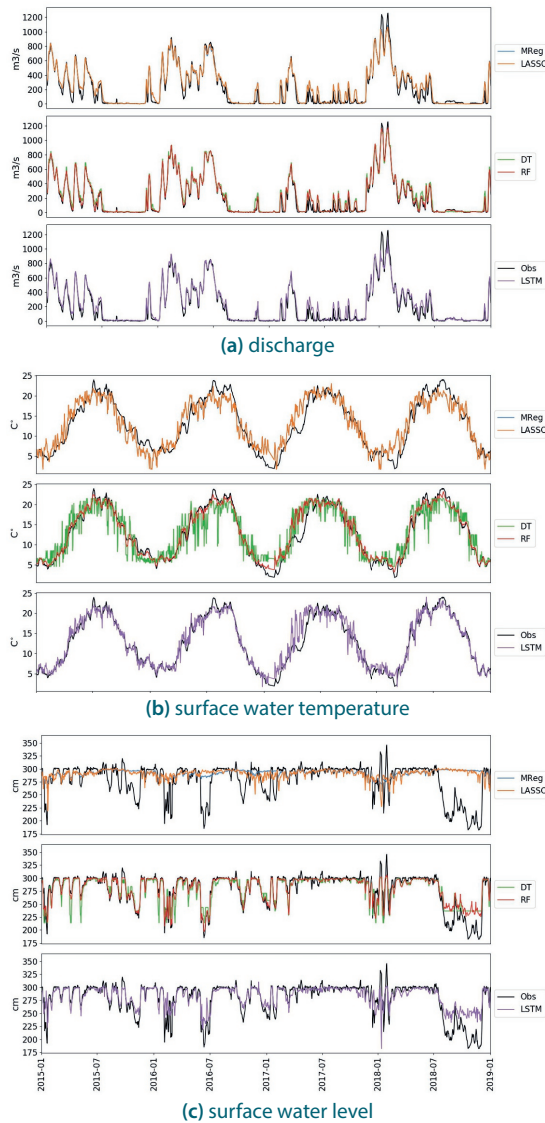 1200
1000
800
600
400
200
0
m3/s
MReg
LASSO
1200
1000
800
600
400
200
0
m3/s
DT
RF
1200
1000
800
600
400
200
0
m3/s
Obs
LSTM
(a) discharge
25
20
15
10
5
C°
MReg
LASSO
25
20
15
10
5
C°
DT
RF
25
20
15
10
5
C°
Obs
LSTM
(b) surface water temperature
350
325
300
275
250
225
200
175
cm
MReg
LASSO
350
325
300
275
250
225
200
175
cm
DT
RF
350
325
300
275
250
225
200
175
cm
Obs
LSTM
2015-01
2015-07
2016-01
2016-07
2017-01
2017-07
2018-01
2018-07
2019-01
(c) surface water level